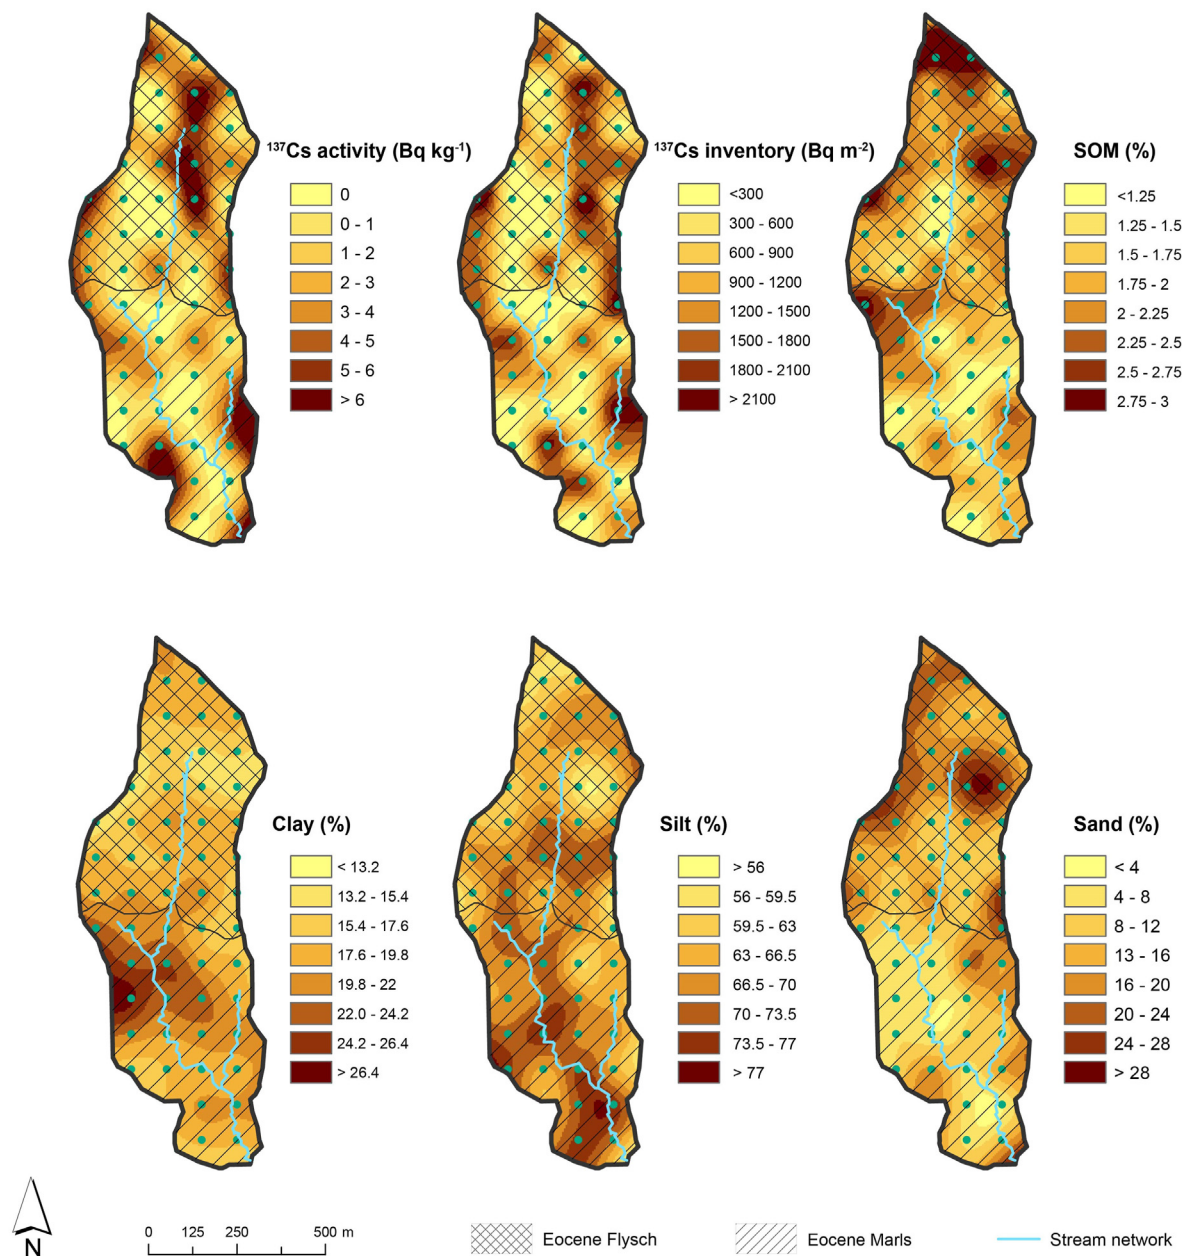 ¹³⁷Cs activity (Bq kg⁻¹)
0
0 - 1
1 - 2
2 - 3
3 - 4
4 - 5
5 - 6
> 6
¹³⁷Cs inventory (Bq m⁻²)
<300
300 - 600
600 - 900
900 - 1200
1200 - 1500
1500 - 1800
1800 - 2100
> 2100
SOM (%)
<1.25
1.25 - 1.5
1.5 - 1.75
1.75 - 2
2 - 2.25
2.25 - 2.5
2.5 - 2.75
2.75 - 3
Clay (%)
< 13.2
13.2 - 15.4
15.4 - 17.6
17.6 - 19.8
19.8 - 22
22.0 - 24.2
24.2 - 26.4
> 26.4
Silt (%)
> 56
56 - 59.5
59.5 - 63
63 - 66.5
66.5 - 70
70 - 73.5
73.5 - 77
> 77
Sand (%)
< 4
4 - 8
8 - 12
13 - 16
16 - 20
20 - 24
24 - 28
> 28
N
0 125 250 500 m
Eocene Flysch
Eocene Marls
Stream network